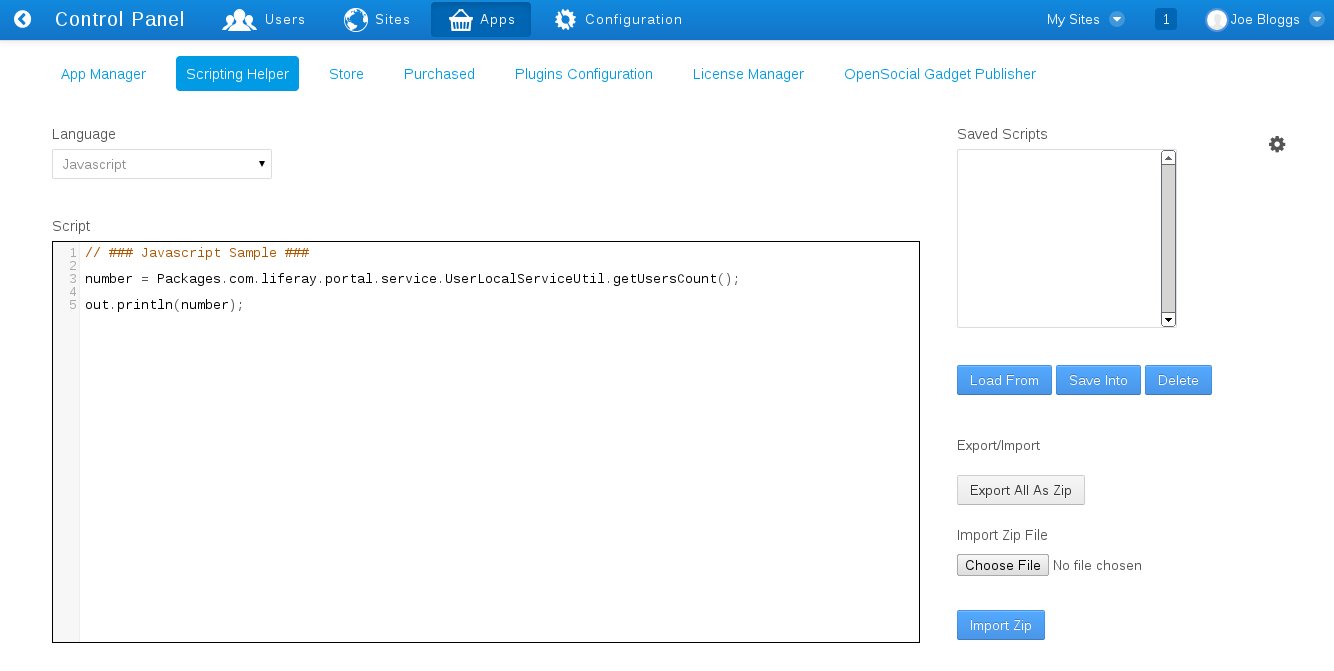 Control Panel Users Sites Apps Configuration My Sites 1 Joe Bloggs
App Manager Scripting Helper Store Purchased Plugins Configuration License Manager OpenSocial Gadget Publisher
Language
Javascript
Script
1 // ### Javascript Sample ###
2
3 number = Packages.com.liferay.portal.service.UserLocalServiceUtil.getUsersCount();
4
5 out.println(number);
Saved Scripts
Load From Save Into Delete
Export/Import
Export All As Zip
Import Zip File
Choose File No file chosen
Import Zip